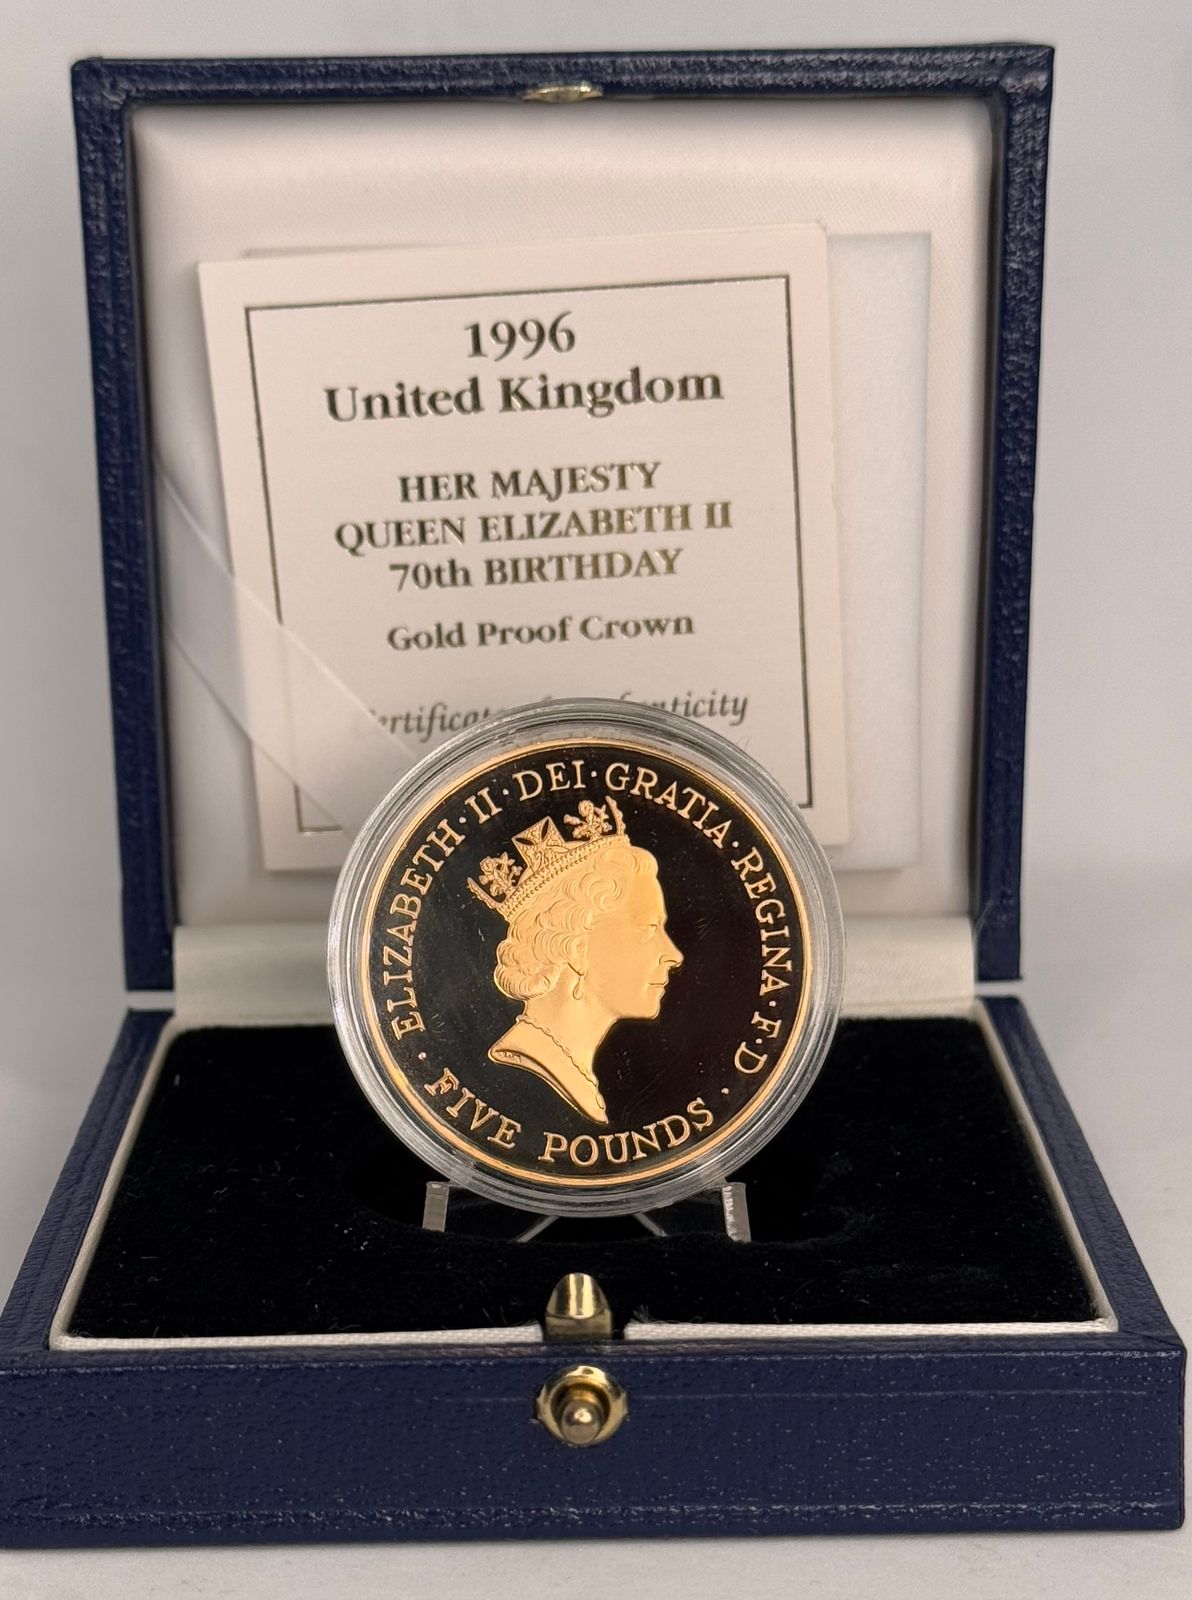 1996
United Kingdom
HER MAJESTY
QUEEN ELIZABETH II
70th BIRTHDAY
Gold Proof Crown
· ELIZABETH · II · DEI · GRATIA · REGINA · F · D ·
FIVE POUNDS